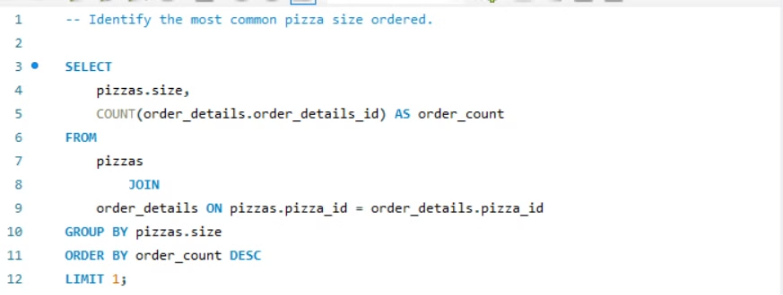 1 -- Identify the most common pizza size ordered.
2
3 SELECT
4 pizzas.size,
5 COUNT(order_details.order_details_id) AS order_count
6 FROM
7 pizzas
8 JOIN
9 order_details ON pizzas.pizza_id = order_details.pizza_id
10 GROUP BY pizzas.size
11 ORDER BY order_count DESC
12 LIMIT 1;